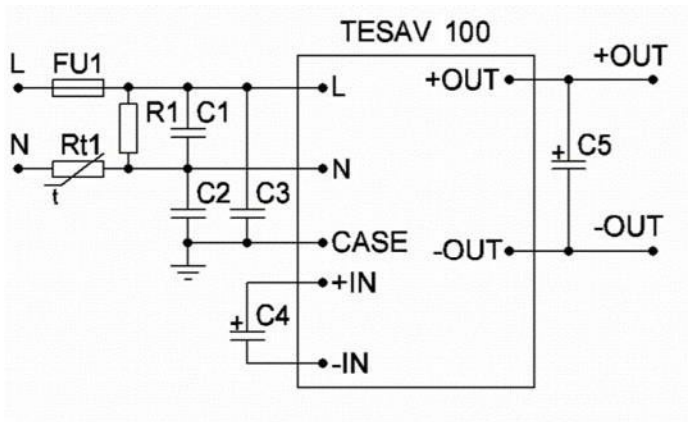 TESAV 100
L FU1 L +OUT +OUT
R1 C1
N Rt1 N C5
t
C2 C3
CASE -OUT -OUT
+IN
C4
-IN